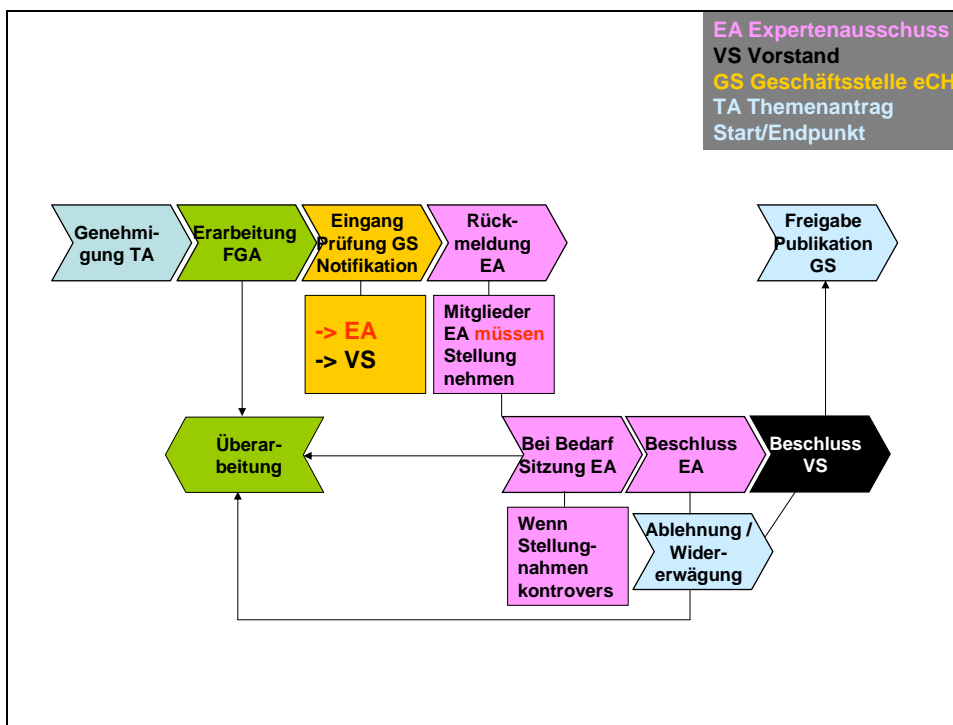 EA Expertenausschuss
VS Vorstand
GS Geschäftsstelle eCH
TA Themenantrag
Start/Endpunkt
Genehmi-
gung TA
Erarbeitung
FGA
Eingang
Prüfung GS
Notifikation
Rück-
meldung
EA
Freigabe
Publikation
GS
-> EA
-> VS
Mitglieder
EA müssen
Stellung
nehmen
Überar-
beitung
Bei Bedarf
Sitzung EA
Beschluss
EA
Beschluss
VS
Wenn
Stellung-
nahmen
kontrovers
Ablehnung /
Wider-
erwägung